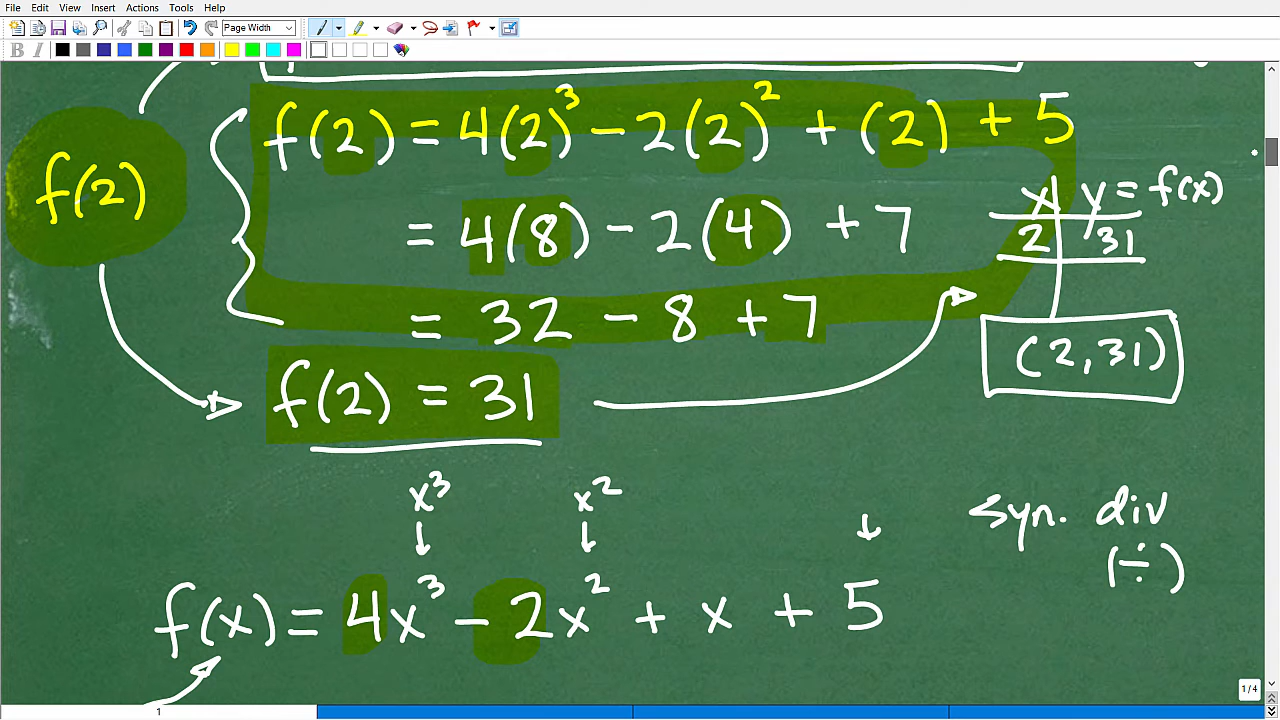 File Edit View Insert Actions Tools Help
Page Width
B I
f(2) = 4(2)³ − 2(2)² + (2) + 5
f(2)
x y = f(x)
= 4(8) − 2(4) + 7
2 31
= 32 − 8 + 7
(2,31)
f(2) = 31
x³ x²
↓ ↓ ↓
syn. div
(÷)
f(x) = 4x³ − 2x² + x + 5
1/4
1